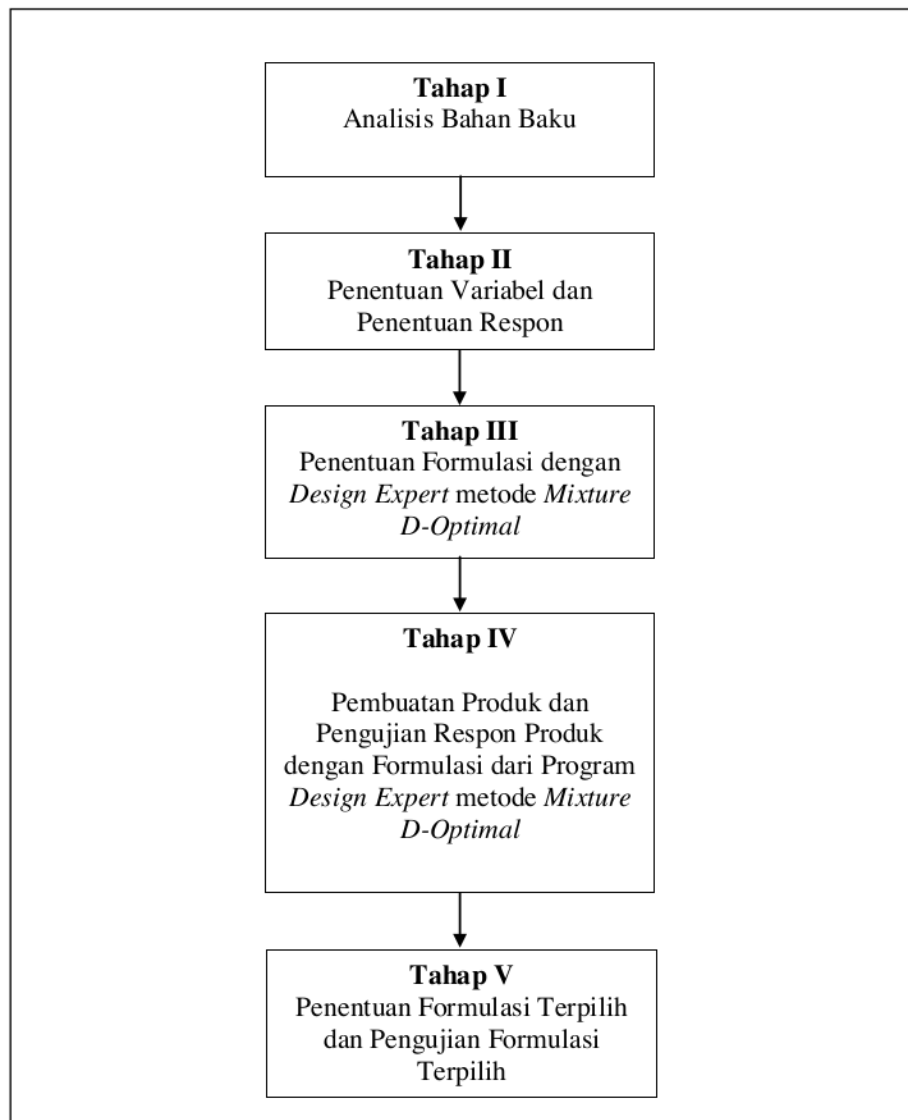 Tahap I
Analisis Bahan Baku
Tahap II
Penentuan Variabel dan
Penentuan Respon
Tahap III
Penentuan Formulasi dengan
Design Expert metode Mixture
D-Optimal
Tahap IV
Pembuatan Produk dan
Pengujian Respon Produk
dengan Formulasi dari Program
Design Expert metode Mixture
D-Optimal
Tahap V
Penentuan Formulasi Terpilih
dan Pengujian Formulasi
Terpilih